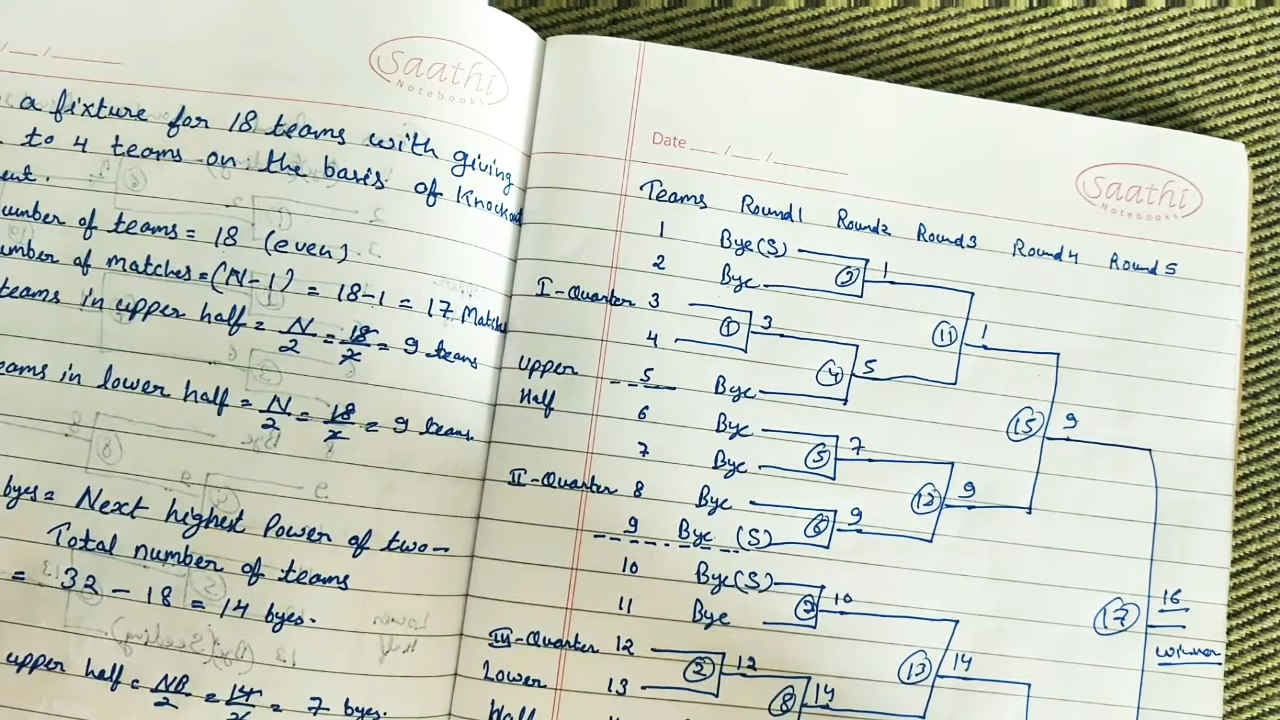 Saathi
Notebooks
a fixture for 18 teams with giving
to 4 teams on the basis of Knockout
number of teams = 18 (even)
number of matches = (N-1) = 18-1 = 17 Matches
teams in upper half = N/2 = 18/2 = 9 teams
teams in lower half = N/2 = 18/2 = 9 teams
byes = Next highest Power of two -
Total number of teams
= 32 - 18 = 14 byes.
upper half = NB/2 = 14/2 = 7 byes.
Date __/__/____
Saathi
Notebooks
Teams Round1 Round2 Round3 Round4 Round5
1 Bye(S)
2 Bye 3 1
I-Quarter 3
4 1 3 11 1
upper 5 Bye 4 5
Half 6 Bye 15 9
7 Bye 5 7
II-Quarter 8 Bye 12 9
9 Bye (S) 6 9
10 Bye(S)
11 Bye 7 10 17 16
winner
III-Quarter 12 13 14
Lower 13 2 12
Half 8 14